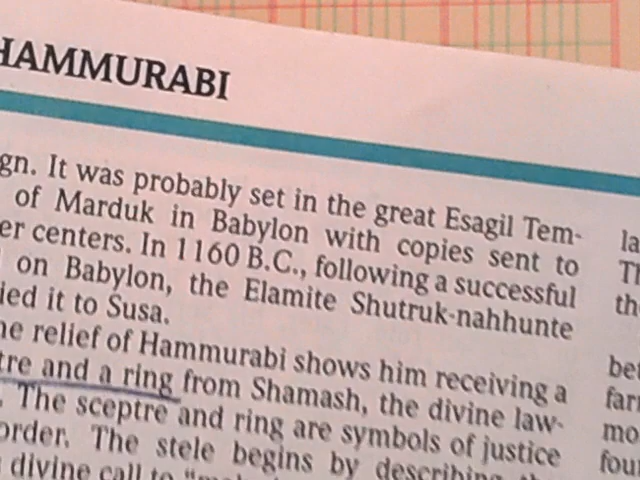 HAMMURABI
gn. It was probably set in the great Esagil Tem-
of Marduk in Babylon with copies sent to
er centers. In 1160 B.C., following a successful
on Babylon, the Elamite Shutruk-nahhunte
ied it to Susa.
he relief of Hammurabi shows him receiving a
tre and a ring from Shamash, the divine law-
. The sceptre and ring are symbols of justice
order. The stele begins by describing
divine call to
la
Th
th
bet
far
mo
four